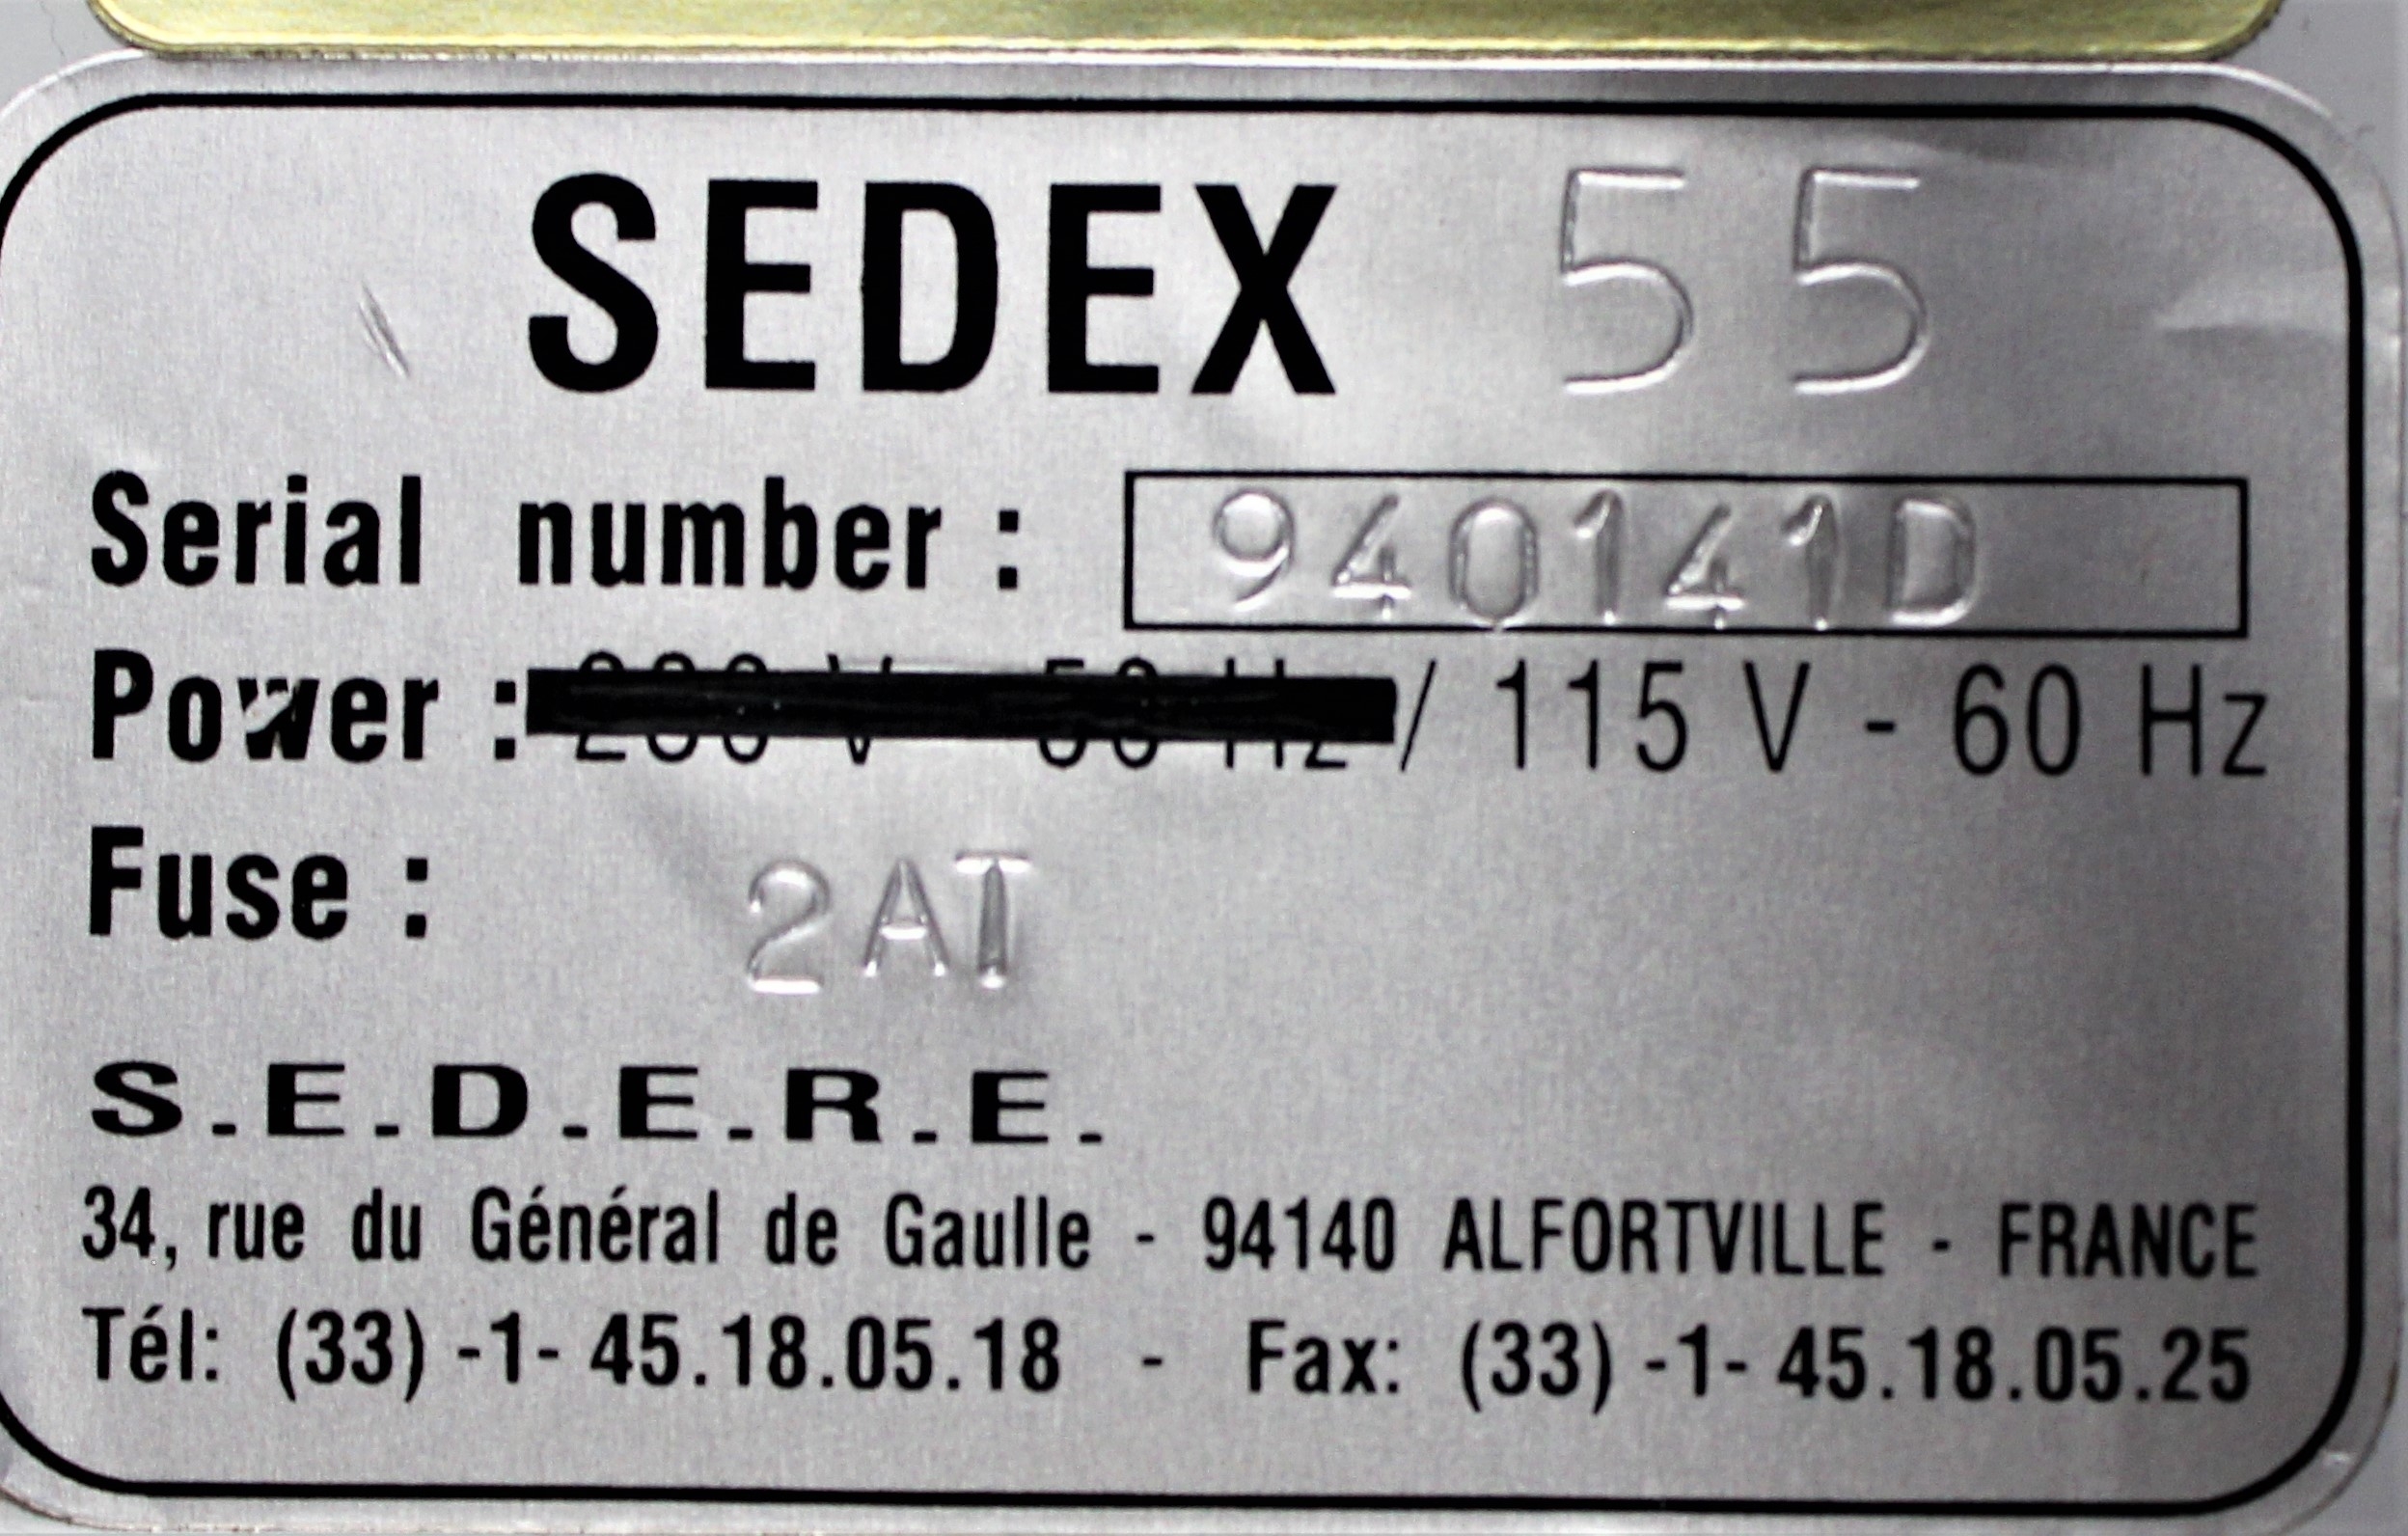 SEDEX 55
Serial number : 940141D
Power : / 115 V - 60 Hz
Fuse : 2AT
S.E.D.E.R.E.
34, rue du Général de Gaulle - 94140 ALFORTVILLE - FRANCE
Tél: (33) -1- 45.18.05.18 - Fax: (33) -1- 45.18.05.25